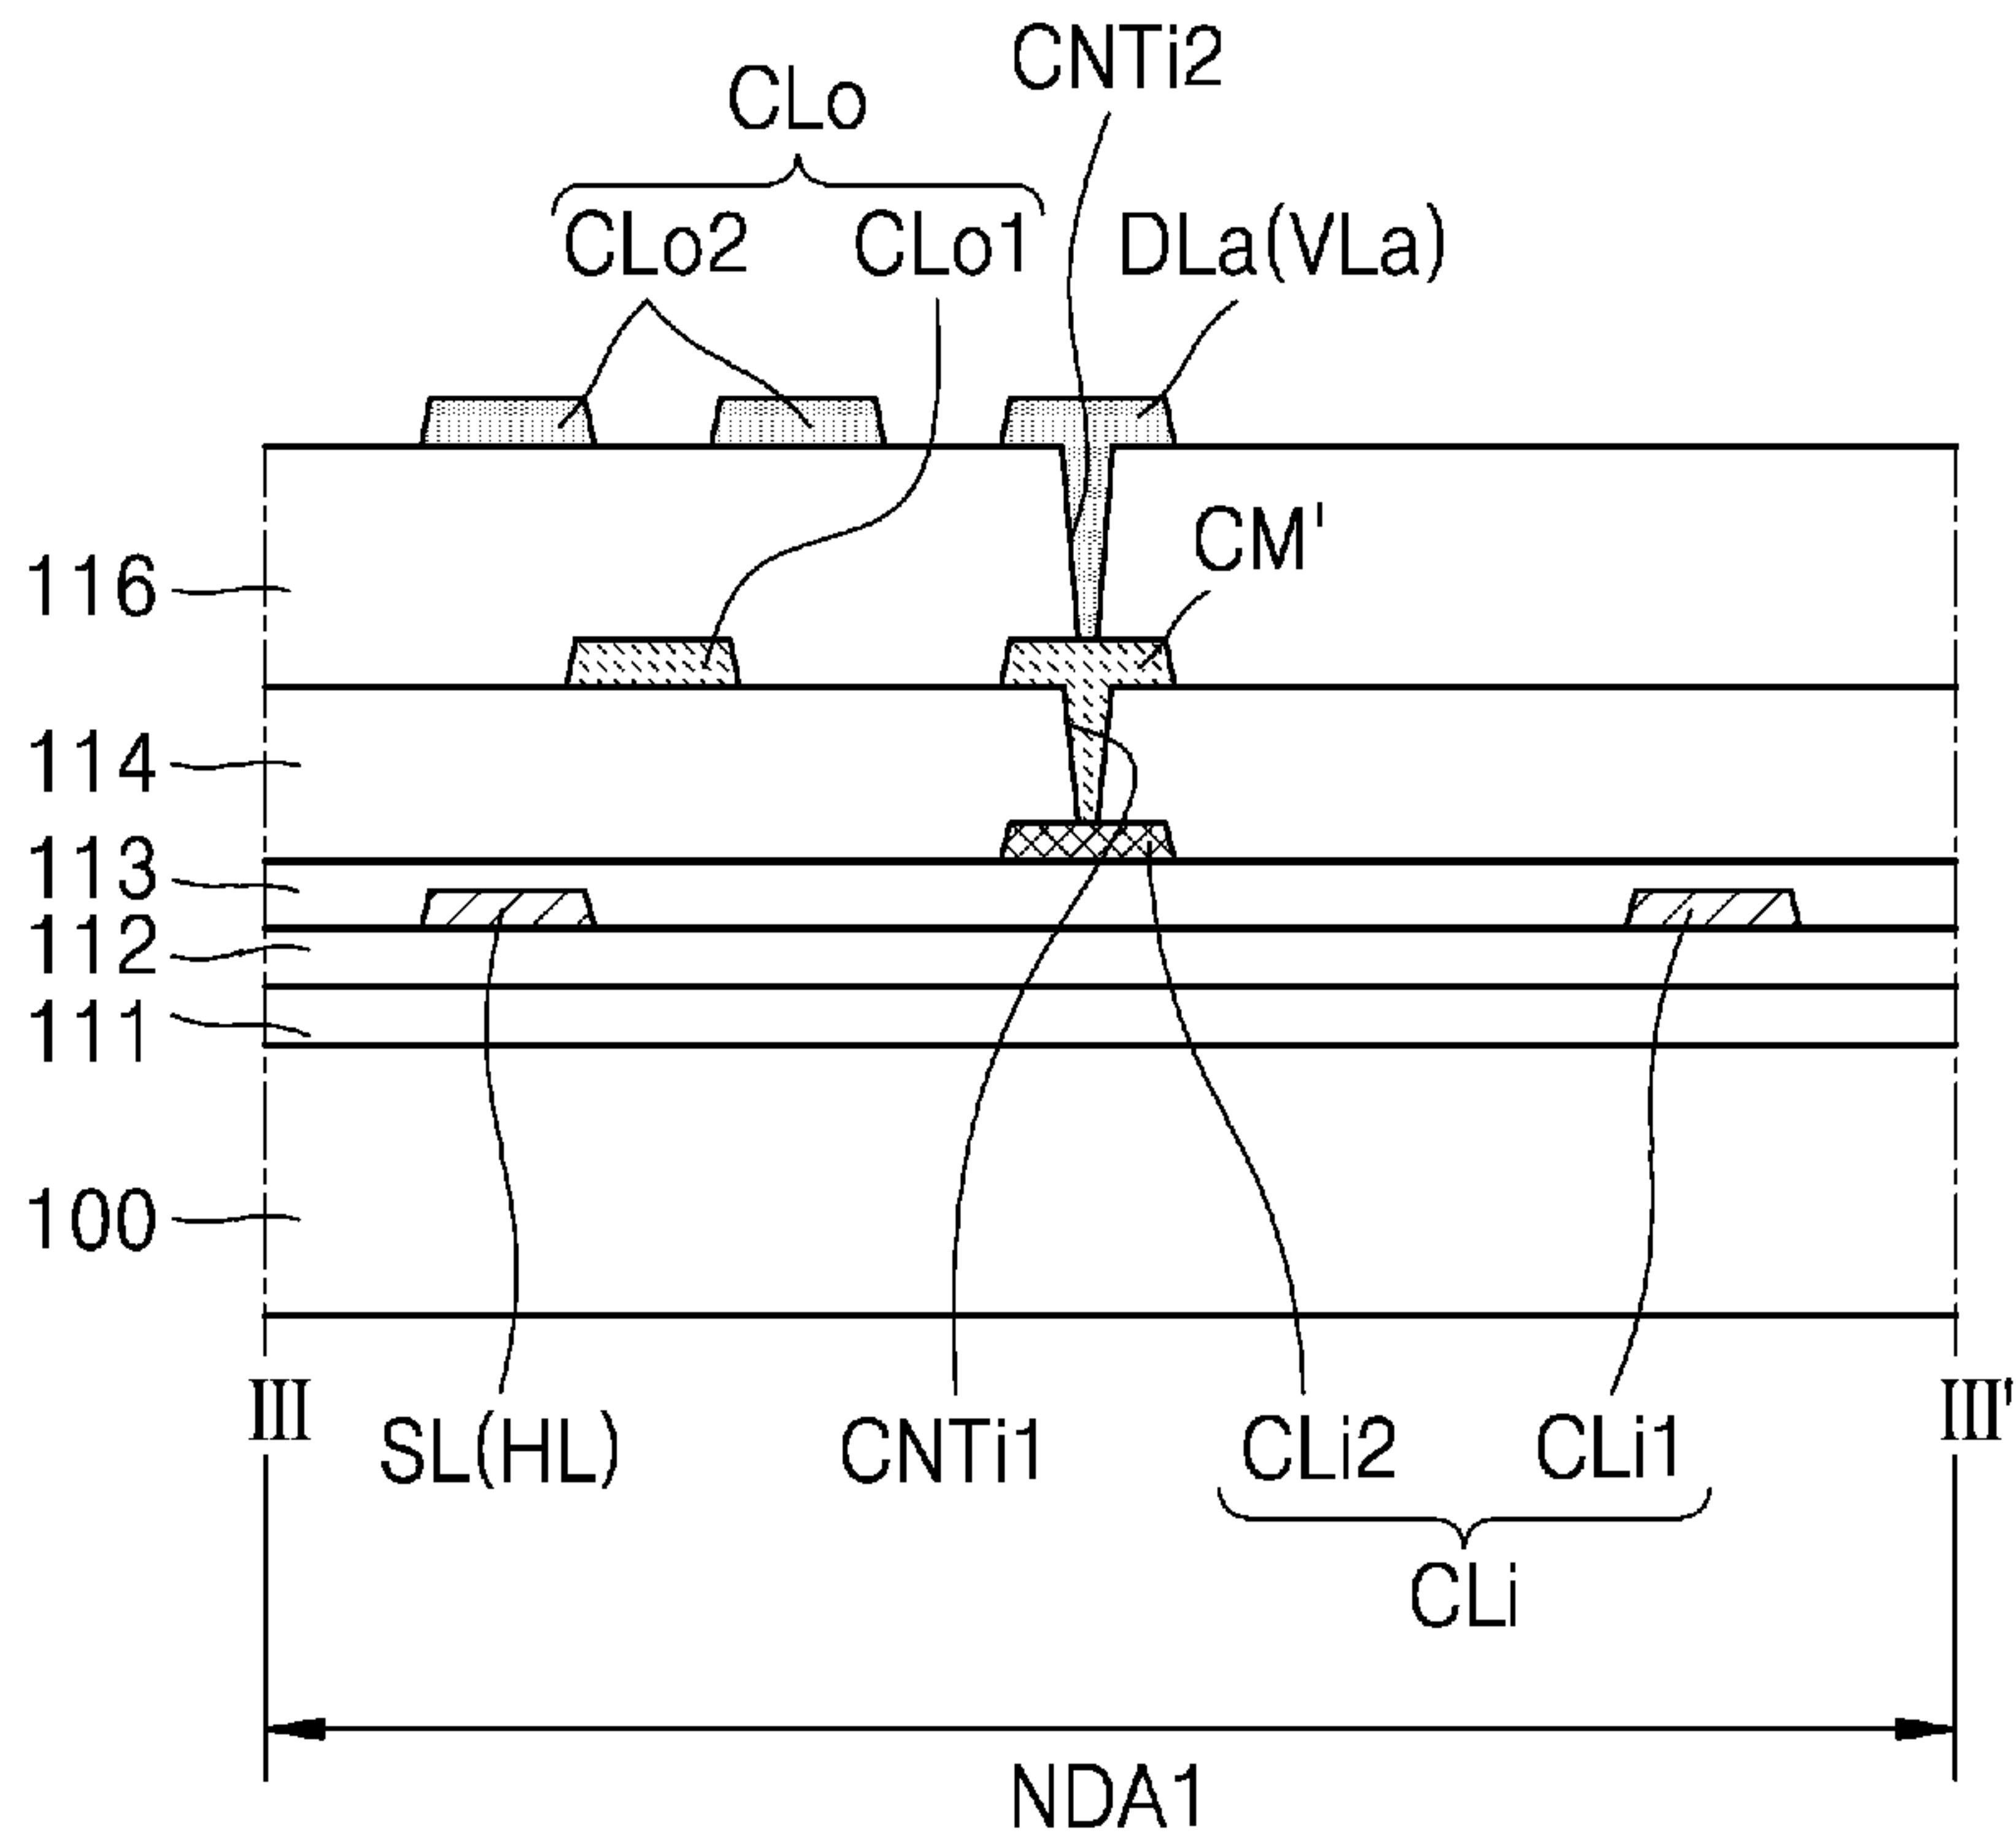 CNTi2
CLo
CLo2 CLo1 DLa(VLa)
CM'
116
114
113
112
111
100
III III'
SL(HL) CNTi1 CLi2 CLi1
CLi
NDA1